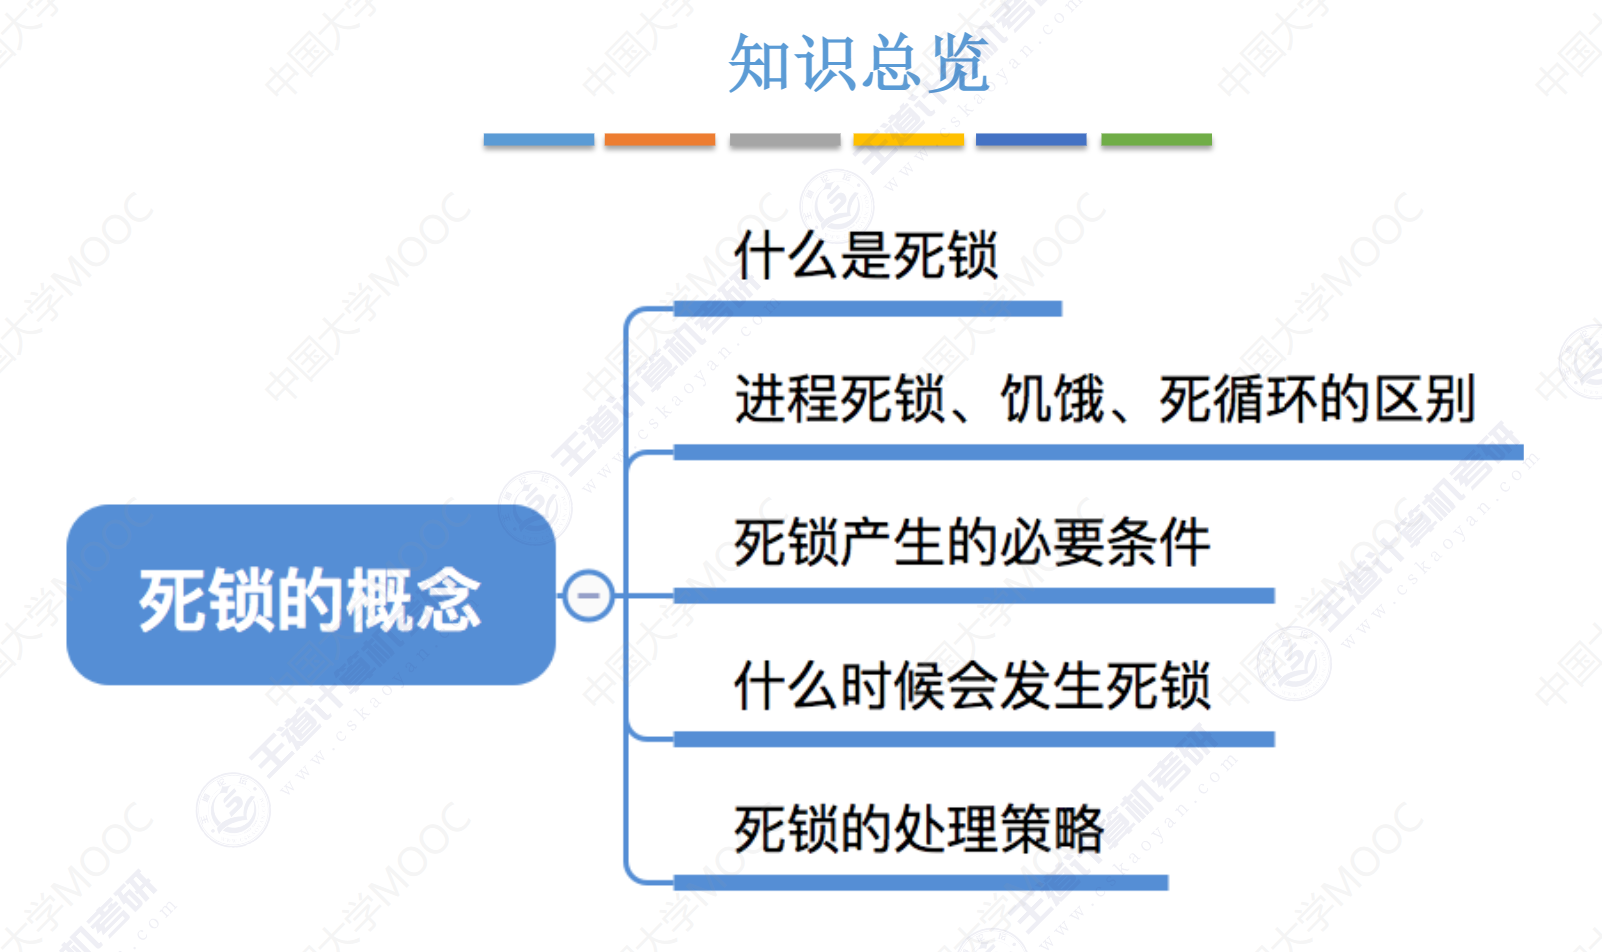 知识总览
什么是死锁
进程死锁、饥饿、死循环的区别
死锁产生的必要条件
死锁的概念
什么时候会发生死锁
死锁的处理策略
中国大学MOOC
王道计算机考研
www.cskaoyan.com